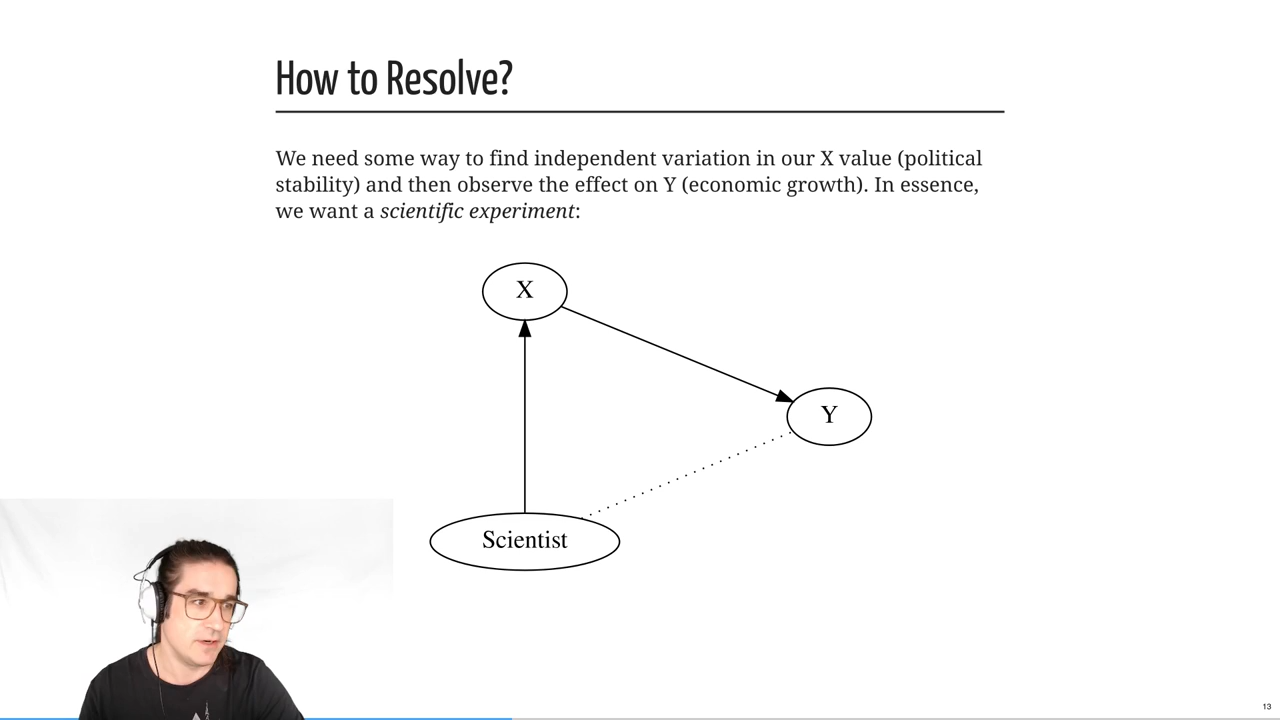 How to Resolve?
We need some way to find independent variation in our X value (political
stability) and then observe the effect on Y (economic growth). In essence,
we want a scientific experiment:
X
Y
Scientist
13